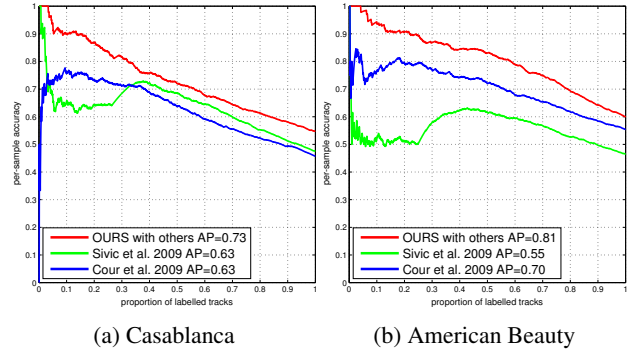 1
0.9
0.8
0.7
0.6
0.5
0.4
0.3
0.2
0.1
0
per-sample accuracy
OURS with others AP=0.73
Sivic et al. 2009 AP=0.63
Cour et al. 2009 AP=0.63
0 0.1 0.2 0.3 0.4 0.5 0.6 0.7 0.8 0.9 1
proportion of labelled tracks
(a) Casablanca
1
0.9
0.8
0.7
0.6
0.5
0.4
0.3
0.2
0.1
0
per-sample accuracy
OURS with others AP=0.81
Sivic et al. 2009 AP=0.55
Cour et al. 2009 AP=0.70
0 0.1 0.2 0.3 0.4 0.5 0.6 0.7 0.8 0.9 1
proportion of labelled tracks
(b) American Beauty